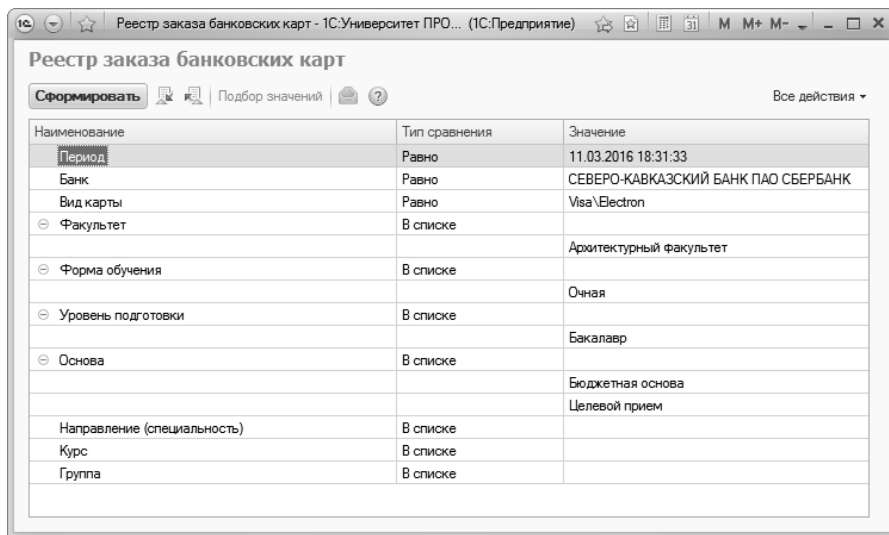 1С Реестр заказа банковских карт - 1С:Университет ПРО... (1С:Предприятие) 31 M M+ M-
Реестр заказа банковских карт
Сформировать Подбор значений ? Все действия
Наименование Тип сравнения Значение
Период Равно 11.03.2016 18:31:33
Банк Равно СЕВЕРО-КАВКАЗСКИЙ БАНК ПАО СБЕРБАНК
Вид карты Равно Visa\Electron
Факультет В списке
Архитектурный факультет
Форма обучения В списке
Очная
Уровень подготовки В списке
Бакалавр
Основа В списке
Бюджетная основа
Целевой прием
Направление (специальность) В списке
Курс В списке
Группа В списке